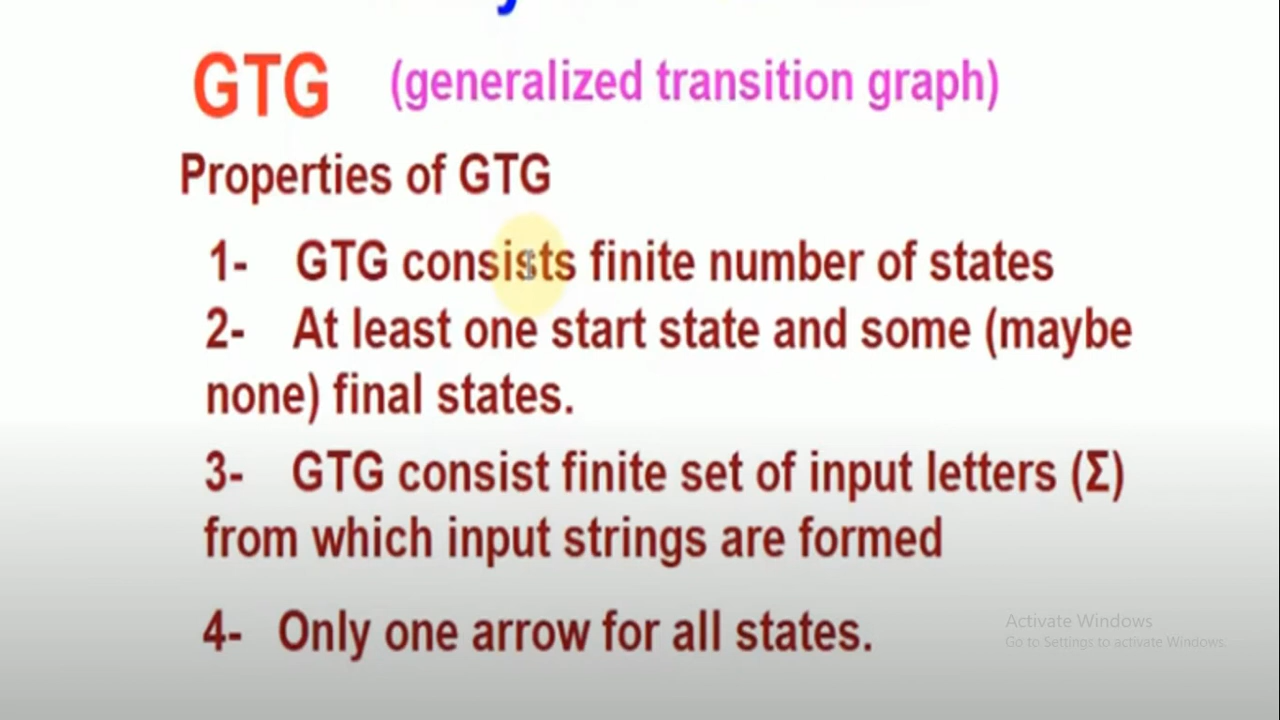 GTG (generalized transition graph)
Properties of GTG
1- GTG consists finite number of states
2- At least one start state and some (maybe
none) final states.
3- GTG consist finite set of input letters (Σ)
from which input strings are formed
4- Only one arrow for all states.
Activate Windows
Go to Settings to activate Windows.